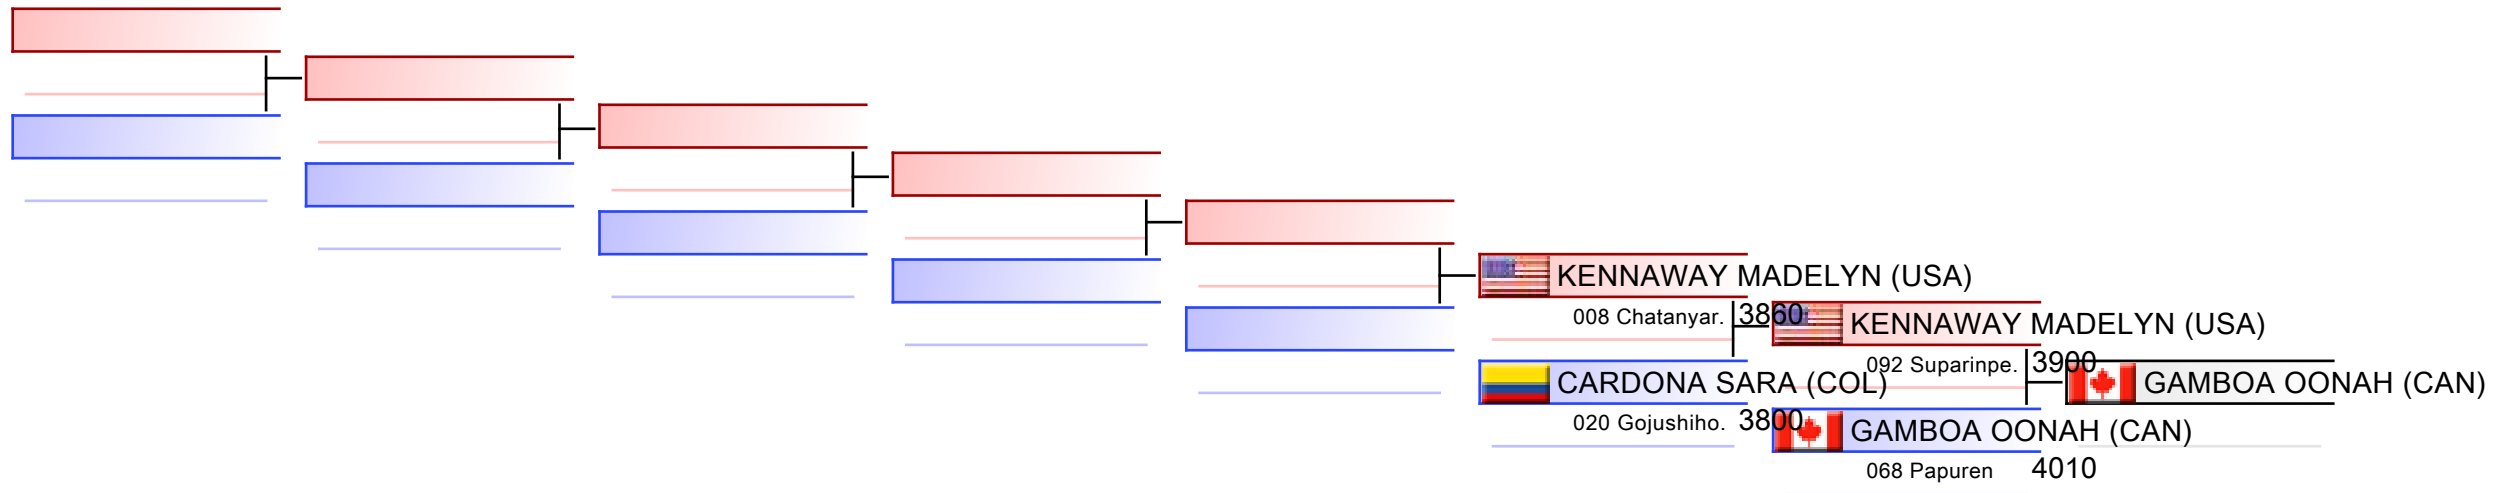 KENNAWAY MADELYN (USA)
008 Chatanyar. 3860
KENNAWAY MADELYN (USA)
092 Suparinpe. 3900
CARDONA SARA (COL)
020 Gojushiho. 3800
GAMBOA OONAH (CAN)
GAMBOA OONAH (CAN)
068 Papuren 4010